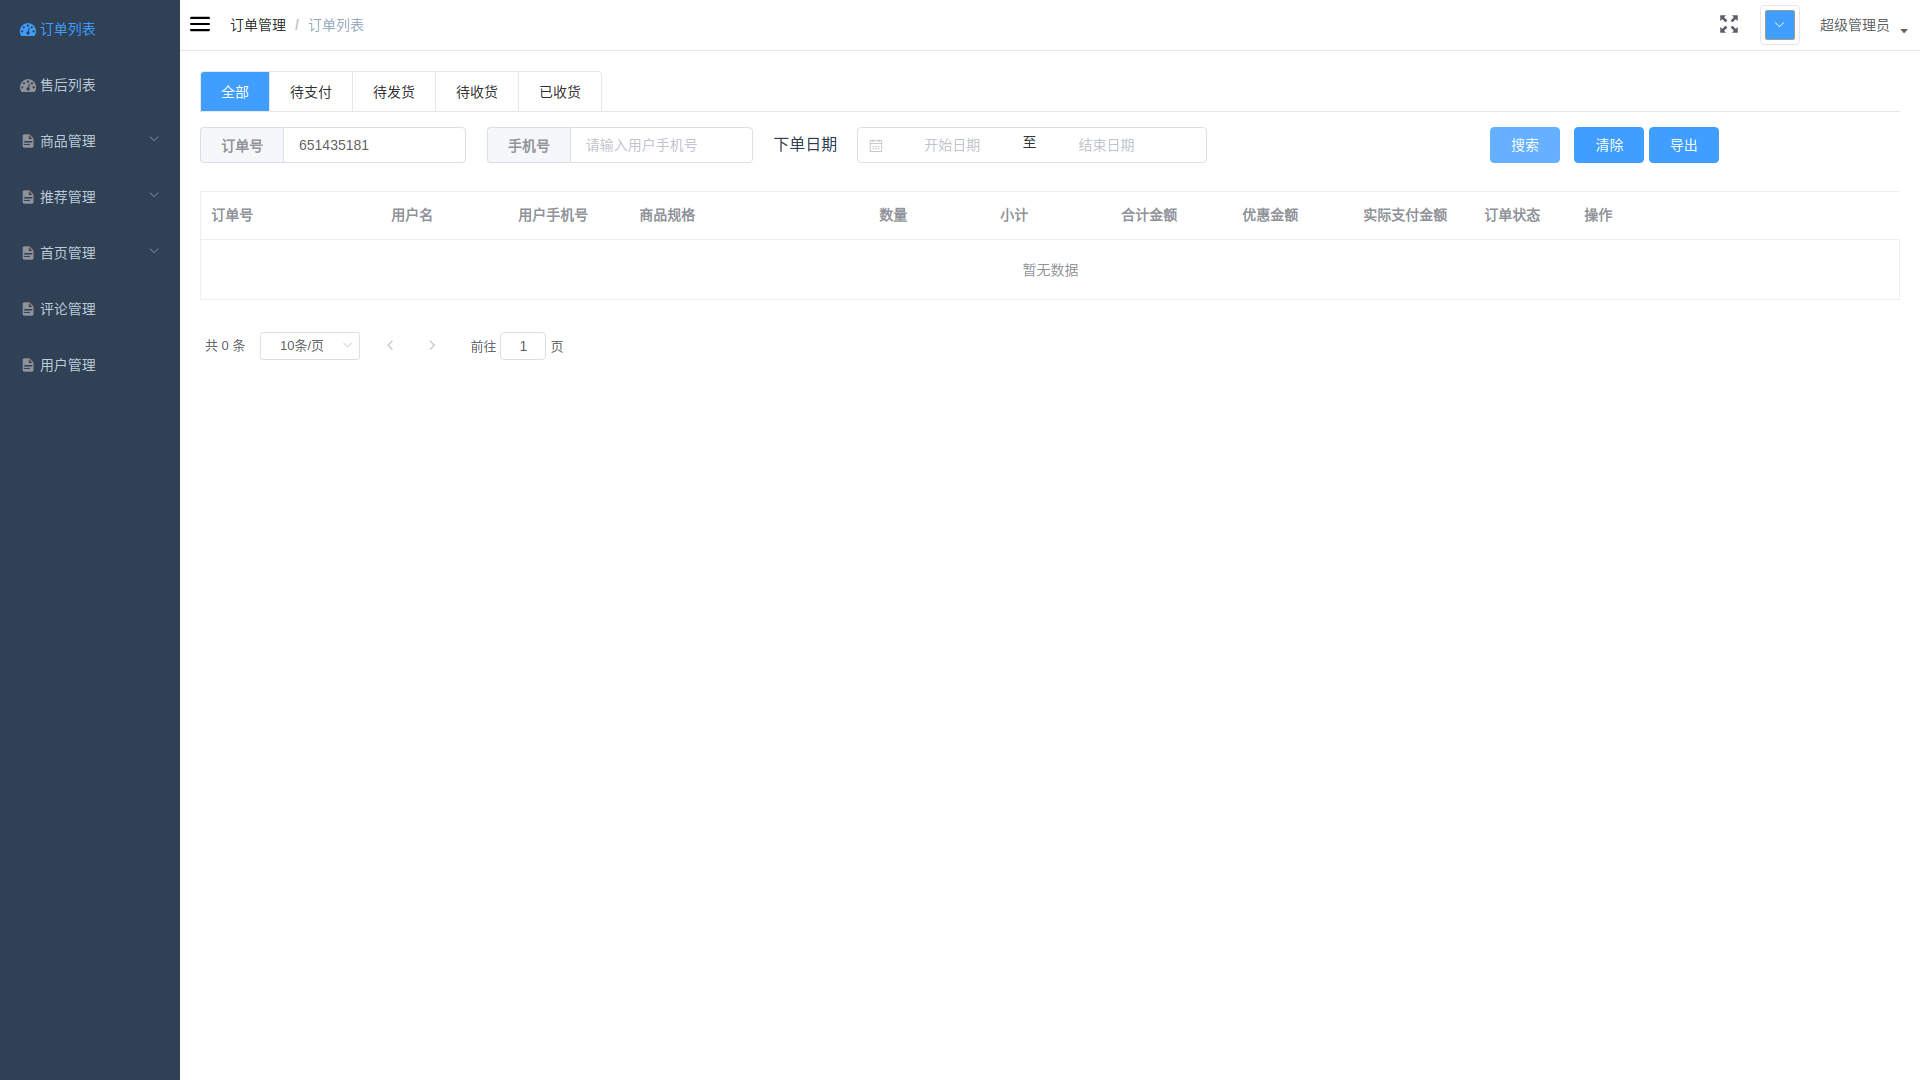 订单列表
售后列表
商品管理
推荐管理
首页管理
评论管理
用户管理
订单管理 / 订单列表
超级管理员
全部 待支付 待发货 待收货 已收货
订单号 651435181 手机号 请输入用户手机号 下单日期 开始日期 至 结束日期 搜索 清除 导出
订单号 用户名 用户手机号 商品规格 数量 小计 合计金额 优惠金额 实际支付金额 订单状态 操作
暂无数据
共 0 条 10条/页 前往 1 页